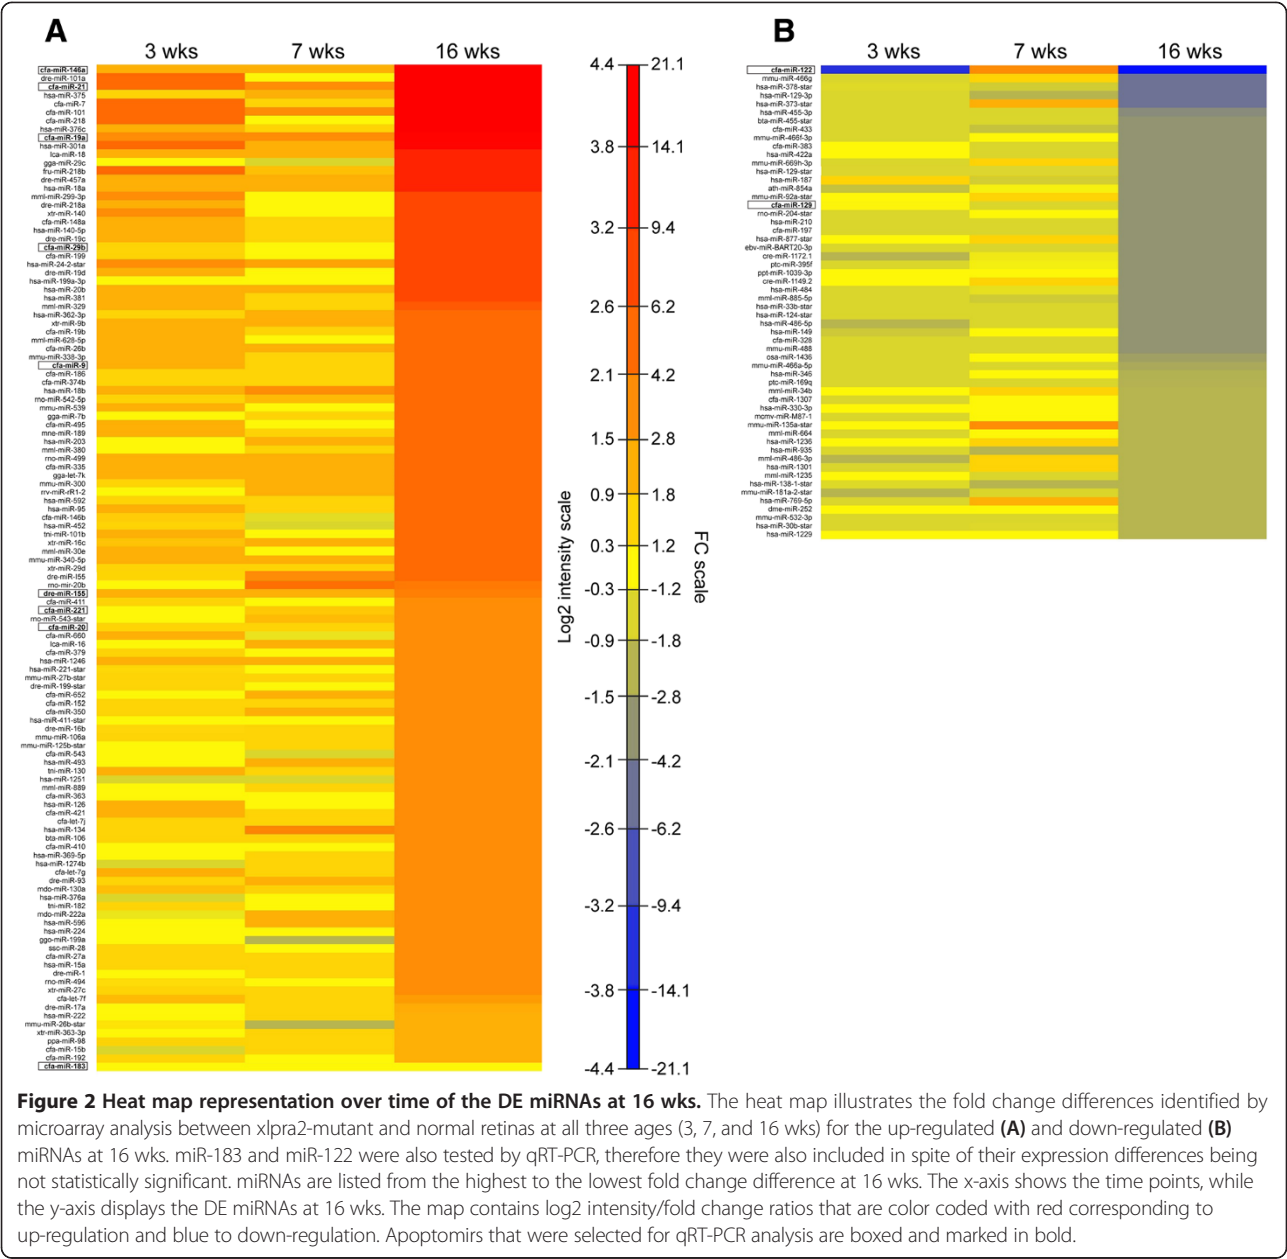 A
3 wks
7 wks
16 wks
cfa-miR-146a
dre-miR-101a
cfa-miR-21
hsa-miR-375
cfa-miR-7
cfa-miR-101
cfa-miR-218
hsa-miR-376c
cfa-miR-19a
hsa-miR-301a
lca-miR-18
gga-miR-29c
fru-miR-218b
dre-miR-457a
hsa-miR-18a
mml-miR-299-3p
dre-miR-218a
xtr-miR-140
cfa-miR-148a
hsa-miR-140-5p
dre-miR-19c
cfa-miR-29b
cfa-miR-199
hsa-miR-24-2-star
dre-miR-19d
hsa-miR-199a-3p
hsa-miR-20b
hsa-miR-381
mml-miR-329
hsa-miR-362-3p
xtr-miR-9b
cfa-miR-19b
mml-miR-628-5p
cfa-miR-26b
mmu-miR-338-3p
cfa-miR-9
cfa-miR-186
cfa-miR-374b
hsa-miR-18b
rno-miR-542-5p
mmu-miR-539
gga-miR-7b
cfa-miR-495
mne-miR-189
hsa-miR-203
mml-miR-380
rno-miR-499
cfa-miR-335
gga-let-7k
mmu-miR-300
rrv-miR-rR1-2
hsa-miR-592
hsa-miR-95
cfa-miR-146b
hsa-miR-452
tni-miR-101b
xtr-miR-16c
mml-miR-30e
mmu-miR-340-5p
xtr-miR-29d
dre-miR-l55
rno-mir-20b
dre-miR-155
cfa-miR-411
cfa-miR-221
rno-miR-543-star
cfa-miR-20
cfa-miR-660
lca-miR-16
cfa-miR-379
hsa-miR-1246
hsa-miR-221-star
mmu-miR-27b-star
dre-miR-199-star
cfa-miR-652
cfa-miR-152
cfa-miR-350
hsa-miR-411-star
dre-miR-16b
mmu-miR-106a
mmu-miR-125b-star
cfa-miR-543
hsa-miR-493
tni-miR-130
hsa-miR-1251
mml-miR-889
cfa-miR-363
hsa-miR-126
cfa-miR-421
cfa-let-7j
hsa-miR-134
bta-miR-106
cfa-miR-410
hsa-miR-369-5p
hsa-miR-1274b
cfa-let-7g
dre-miR-93
mdo-miR-130a
hsa-miR-376a
tni-miR-182
mdo-miR-222a
hsa-miR-596
hsa-miR-224
ggo-miR-199a
ssc-miR-28
cfa-miR-27a
hsa-miR-15a
dre-miR-1
rno-miR-494
xtr-miR-27c
cfa-let-7f
dre-miR-17a
hsa-miR-222
mmu-miR-26b-star
xtr-miR-363-3p
ppa-miR-98
cfa-miR-15b
cfa-miR-192
cfa-miR-183
4.4 21.1
3.8 14.1
3.2 9.4
2.6 6.2
2.1 4.2
1.5 2.8
0.9 1.8
0.3 1.2
-0.3 -1.2
-0.9 -1.8
-1.5 -2.8
-2.1 -4.2
-2.6 -6.2
-3.2 -9.4
-3.8 -14.1
-4.4 -21.1
Log2 intensity scale
FC scale
B
3 wks
7 wks
16 wks
cfa-miR-122
mmu-miR-466g
hsa-miR-378-star
hsa-miR-129-3p
hsa-miR-373-star
hsa-miR-455-3p
bta-miR-455-star
cfa-miR-433
mmu-miR-466f-3p
cfa-miR-383
hsa-miR-422a
mmu-miR-669h-3p
hsa-miR-129-star
hsa-miR-187
ath-miR-854a
mmu-miR-92a-star
cfa-miR-129
rno-miR-204-star
hsa-miR-210
cfa-miR-197
hsa-miR-877-star
ebv-miR-BART20-3p
cre-miR-1172.1
ptc-miR-395f
ppt-miR-1039-3p
cre-miR-1149.2
hsa-miR-484
mml-miR-885-5p
hsa-miR-33b-star
hsa-miR-124-star
hsa-miR-486-5p
hsa-miR-149
cfa-miR-328
mmu-miR-488
osa-miR-1436
mmu-miR-466a-5p
hsa-miR-346
ptc-miR-169q
mml-miR-34b
cfa-miR-1307
hsa-miR-330-3p
mcmv-miR-M87-1
mmu-miR-135a-star
mml-miR-664
hsa-miR-1236
hsa-miR-935
mml-miR-486-3p
hsa-miR-1301
mml-miR-1235
hsa-miR-138-1-star
mmu-miR-181a-2-star
hsa-miR-769-5p
dme-miR-252
mmu-miR-532-3p
hsa-miR-30b-star
hsa-miR-1229
Figure 2 Heat map representation over time of the DE miRNAs at 16 wks. The heat map illustrates the fold change differences identified by
microarray analysis between xlpra2-mutant and normal retinas at all three ages (3, 7, and 16 wks) for the up-regulated (A) and down-regulated (B)
miRNAs at 16 wks. miR-183 and miR-122 were also tested by qRT-PCR, therefore they were also included in spite of their expression differences being
not statistically significant. miRNAs are listed from the highest to the lowest fold change difference at 16 wks. The x-axis shows the time points, while
the y-axis displays the DE miRNAs at 16 wks. The map contains log2 intensity/fold change ratios that are color coded with red corresponding to
up-regulation and blue to down-regulation. Apoptomirs that were selected for qRT-PCR analysis are boxed and marked in bold.